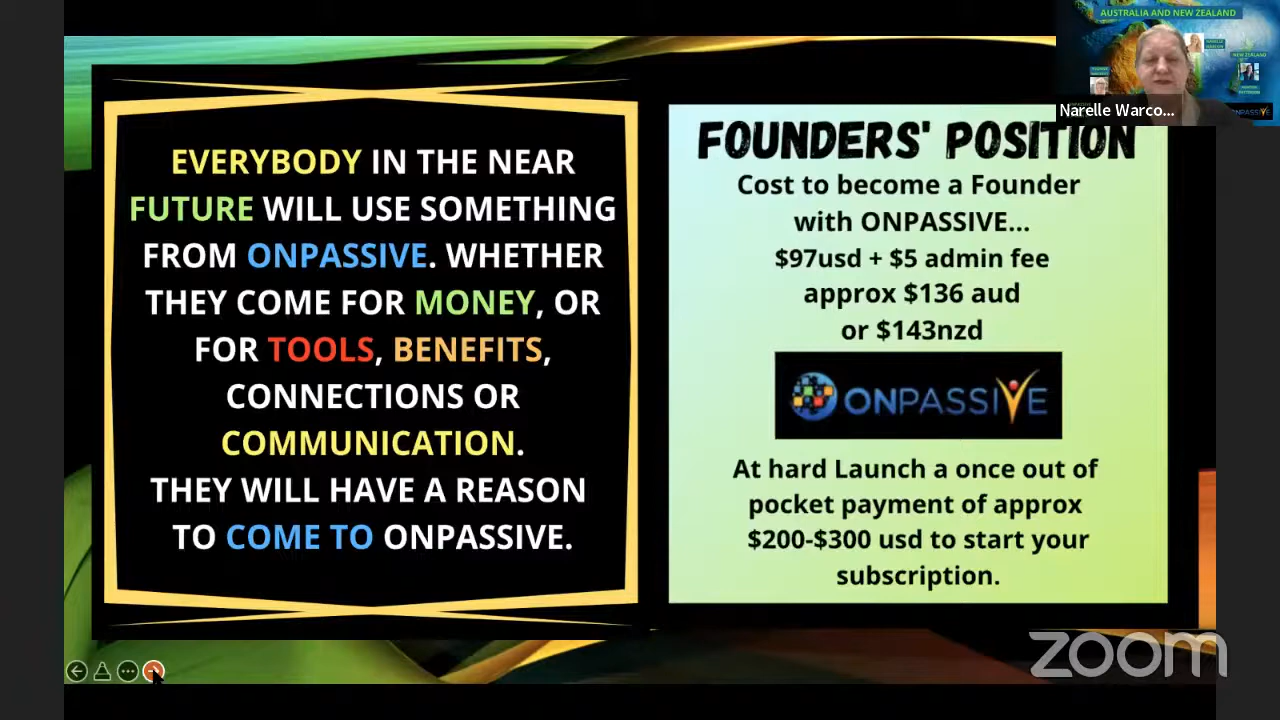 AUSTRALIA AND NEW ZEALAND
NEW ZEALAND
Narelle Warco...
EVERYBODY IN THE NEAR
FUTURE WILL USE SOMETHING
FROM ONPASSIVE. WHETHER
THEY COME FOR MONEY, OR
FOR TOOLS, BENEFITS,
CONNECTIONS OR
COMMUNICATION.
THEY WILL HAVE A REASON
TO COME TO ONPASSIVE.
FOUNDERS' POSITION
Cost to become a Founder
with ONPASSIVE...
$97usd + $5 admin fee
approx $136 aud
or $143nzd
ONPASSIVE
At hard Launch a once out of
pocket payment of approx
$200-$300 usd to start your
subscription.
zoom